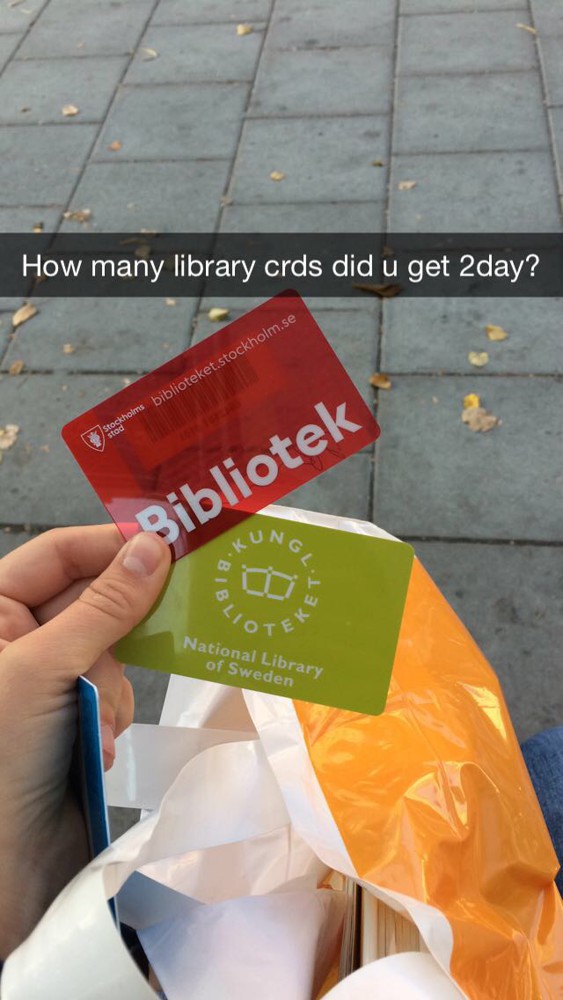 How many library crds did u get 2day?
Stockholms
stad
biblioteket.stockholm.se
Bibliotek
KUNGL. BIBLIOTEKET.
National Library
of Sweden